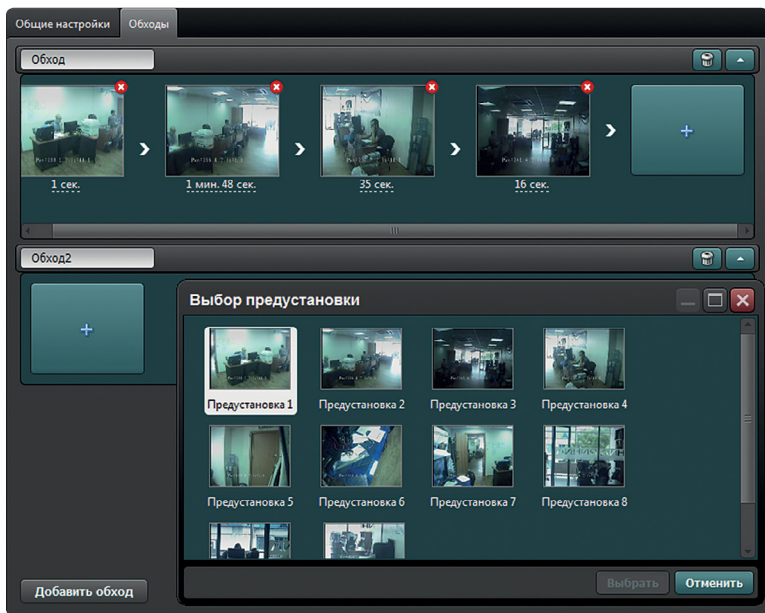 Общие настройки
Обходы
Обход
1 сек.
1 мин. 48 сек.
35 сек.
16 сек.
Обход2
Выбор предустановки
Предустановка 1
Предустановка 2
Предустановка 3
Предустановка 4
Предустановка 5
Предустановка 6
Предустановка 7
Предустановка 8
Добавить обход
Выбрать
Отменить